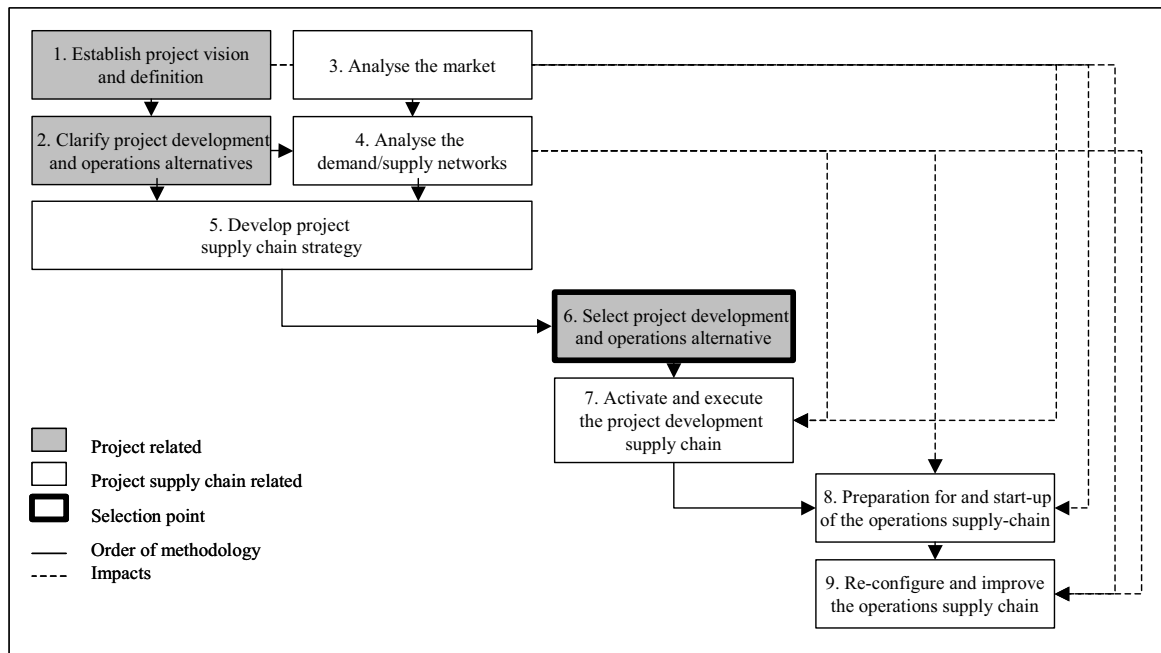 1. Establish project vision
and definition
3. Analyse the market
2. Clarify project development
and operations alternatives
4. Analyse the
demand/supply networks
5. Develop project
supply chain strategy
6. Select project development
and operations alternative
7. Activate and execute
the project development
supply chain
8. Preparation for and start-up
of the operations supply-chain
9. Re-configure and improve
the operations supply chain
Project related
Project supply chain related
Selection point
Order of methodology
Impacts